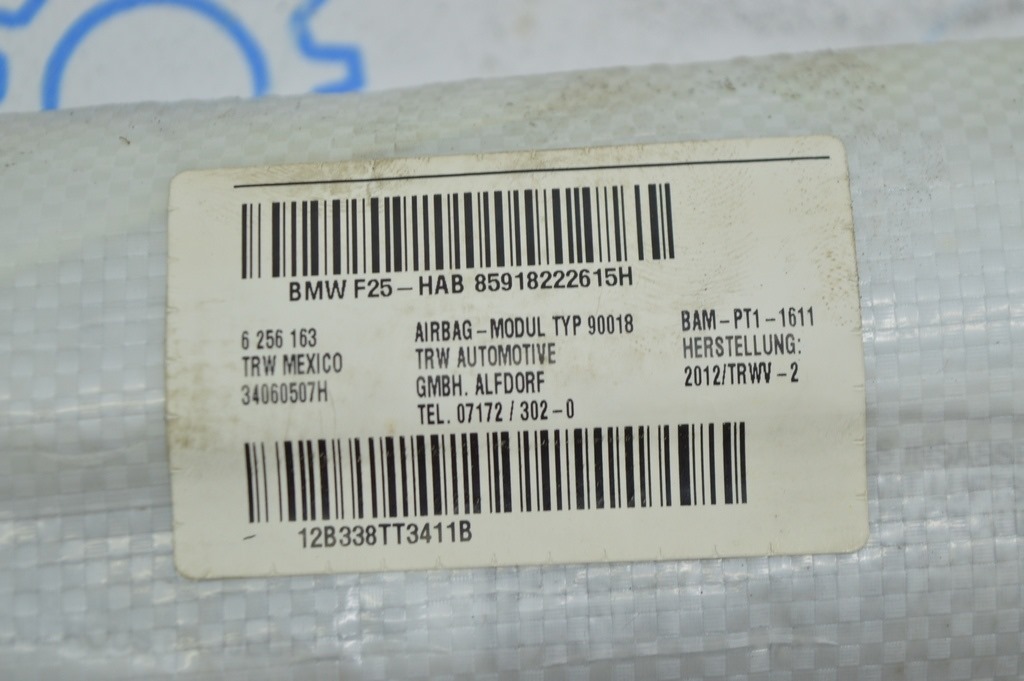 BMW F25-HAB 85918222615H
6 256 163
TRW MEXICO
34060507H
AIRBAG-MODUL TYP 90018
TRW AUTOMOTIVE
GMBH. ALFDORF
TEL. 07172 / 302-0
BAM-PT1-1611
HERSTELLUNG:
2012/TRWV-2
12B338TT3411B